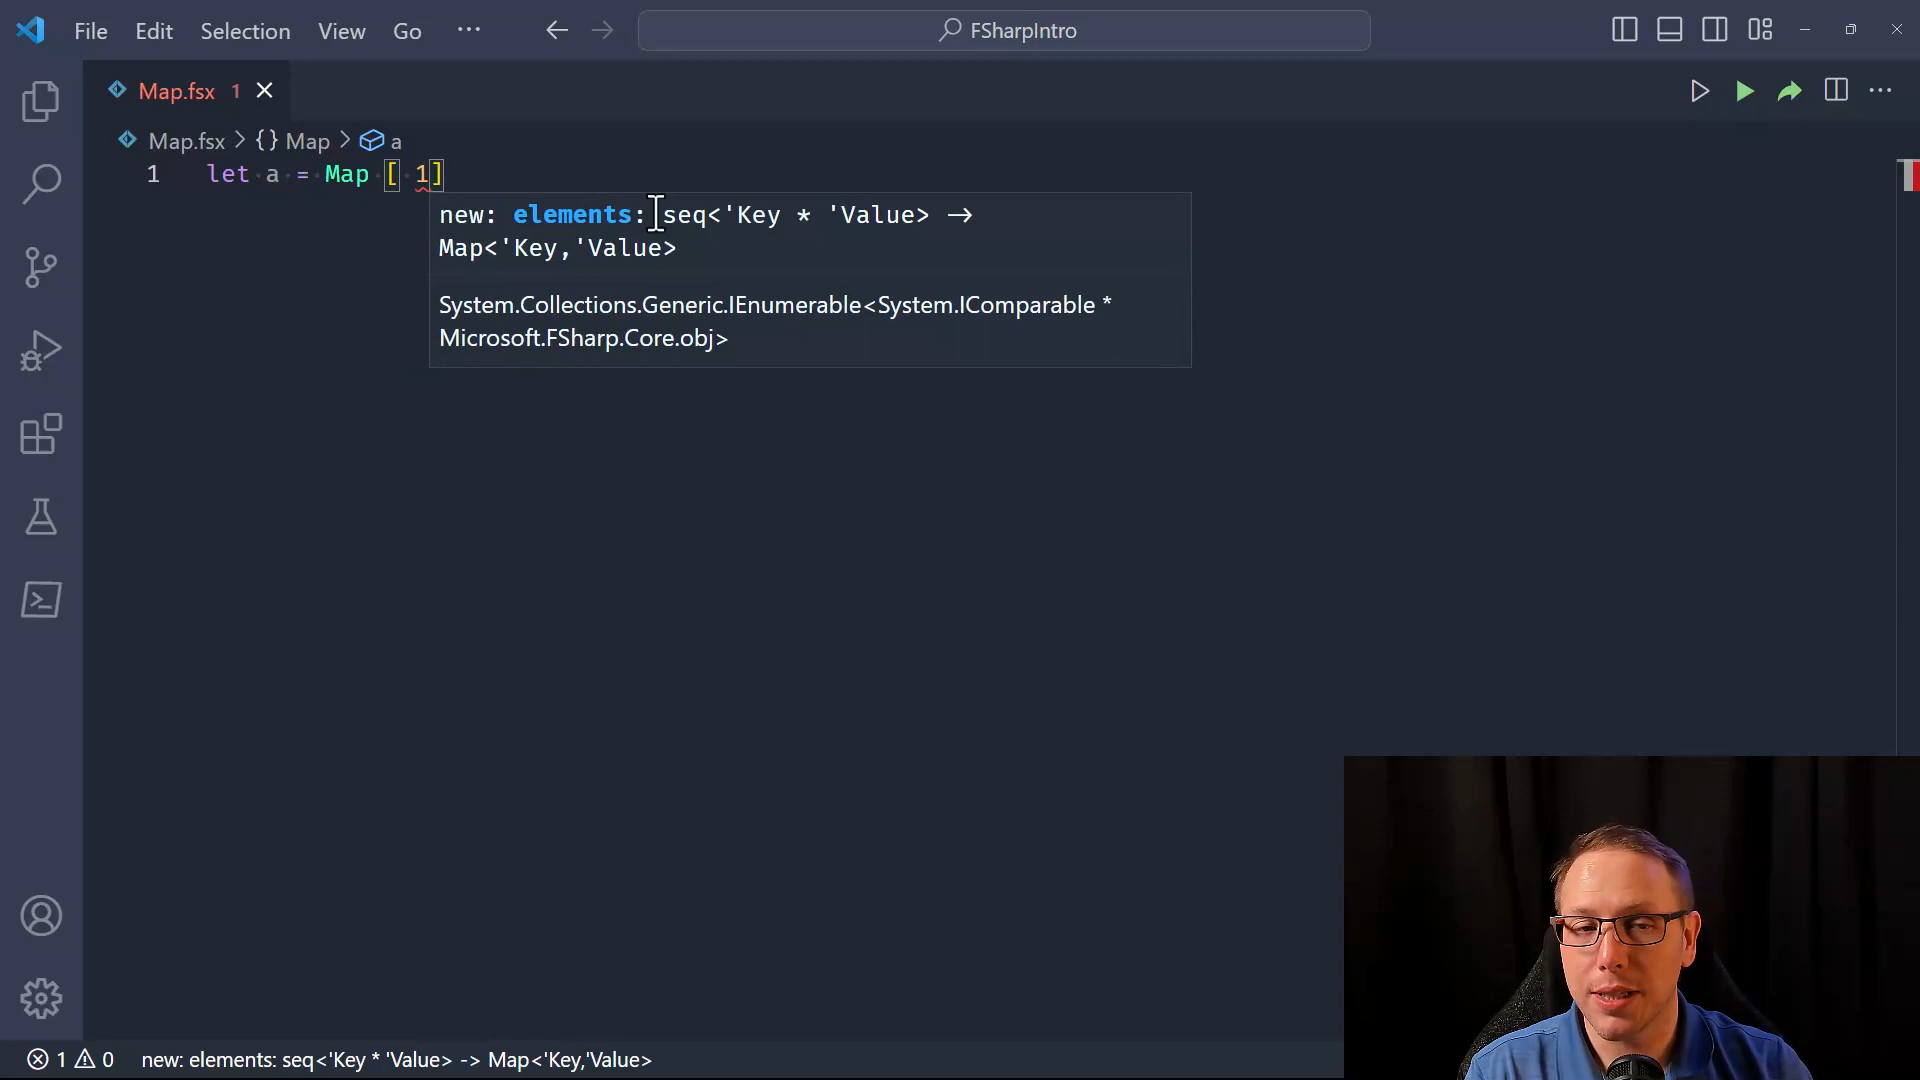 File Edit Selection View Go ··· FSharpIntro
Map.fsx 1
Map.fsx > {} Map > a
1 let a = Map [ 1]
new: elements: seq<'Key * 'Value> →
Map<'Key,'Value>
System.Collections.Generic.IEnumerable<System.IComparable *
Microsoft.FSharp.Core.obj>
1 0 new: elements: seq<'Key * 'Value> -> Map<'Key,'Value>